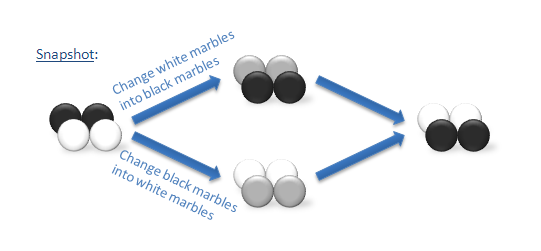 Snapshot:
Change white marbles
into black marbles
Change black marbles
into white marbles